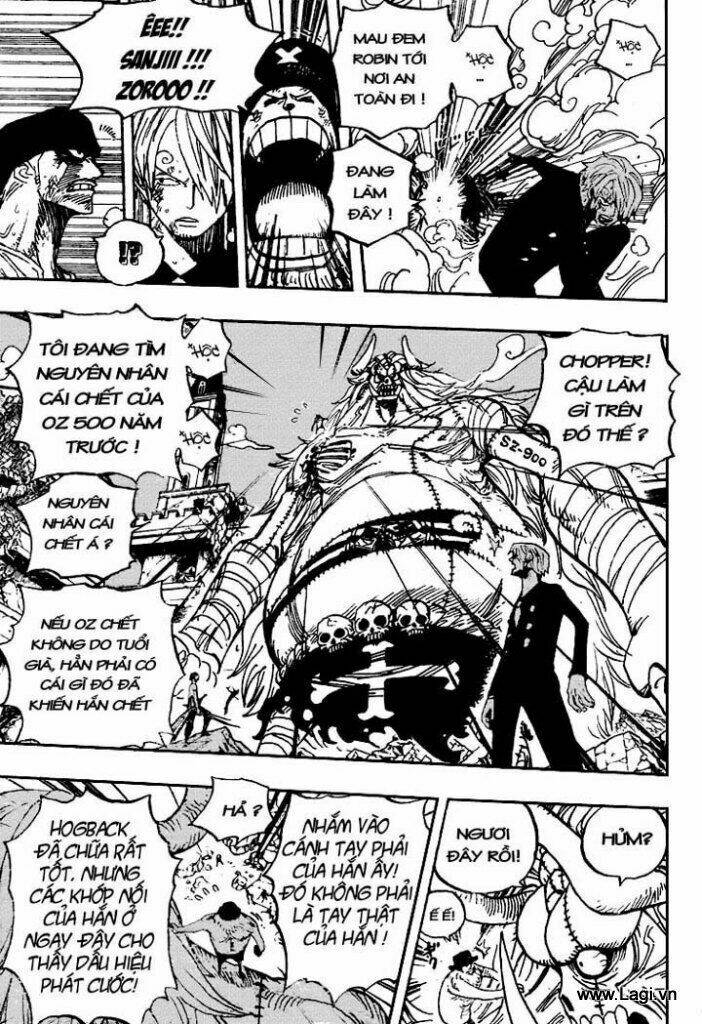 *HỘC
...
*HỘC
...
MAU ĐEM
ROBIN TỚI
NƠI AN
TOÀN ĐI !
ĐANG
LÀM
ĐÂY !
ÊEE!!
SANJIII !!!
ZOROOO !!
!?
CHOPPER!
CẬU LÀM
GÌ TRÊN
ĐÓ THẾ ?
SZ-900
*HỘC
*HỘC
TÔI ĐANG TÌM
NGUYÊN NHÂN
CÁI CHẾT CỦA
OZ 500 NĂM
TRƯỚC !
NGUYÊN
NHÂN CÁI
CHẾT Á ?
NẾU OZ CHẾT
KHÔNG DO TUỔI
GIÀ, HẲN PHẢI CÓ
CÁI GÌ ĐÓ ĐÃ
KHIẾN HẮN CHẾT
HỬM?
NGƯƠI
ĐÂY RỒI!
Ế Ế!
NHẮM VÀO
CÁNH TAY PHẢI
CỦA HẮN ẤY!
ĐÓ KHÔNG PHẢI
LÀ TAY THẬT
CỦA HẮN !
HẢ ?
HOGBACK
ĐÃ CHỮA RẤT
TỐT. NHƯNG
CÁC KHỚP NỐI
CỦA HẮN Ở
NGAY ĐÂY CHO
THẤY DẤU HIỆU
PHÁT CƯỚC!
www.Lagi.vn